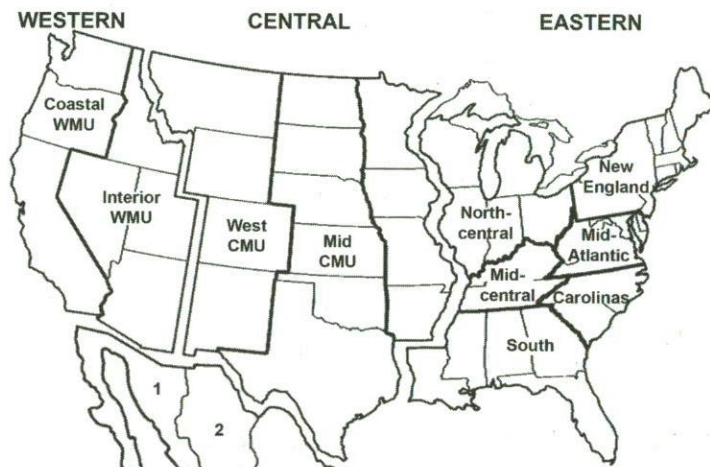 WESTERN CENTRAL EASTERN
Coastal
WMU
Interior
WMU
West
CMU
Mid
CMU
North-
central
New
England
Mid-
Atlantic
Mid-
central
Carolinas
South
1
2